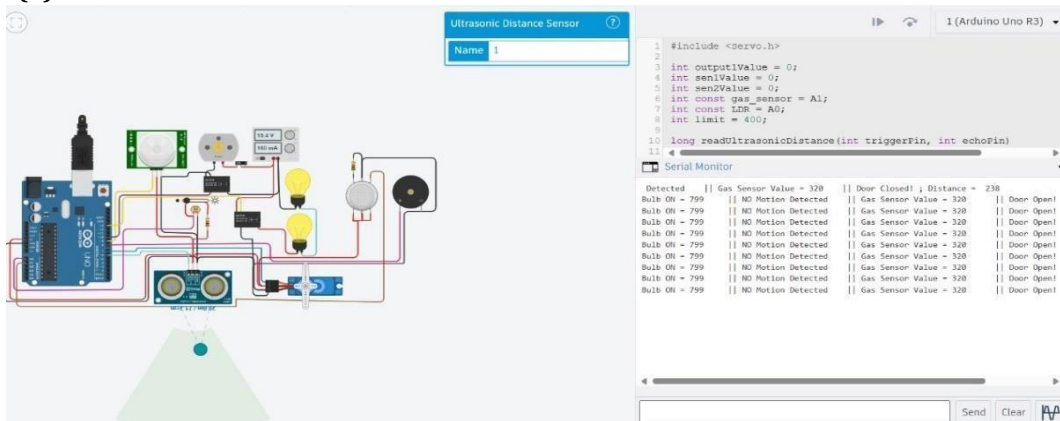 Ultrasonic Distance Sensor
Name 1
1 (Arduino Uno R3)
1 #include <Servo.h>
2
3 int output1Value = 0;
4 int sen1Value = 0;
5 int sen2Value = 0;
6 int const gas_sensor = A1;
7 int const LDR = A0;
8 int limit = 400;
9
10 long readUltrasonicDistance(int triggerPin, int echoPin)
11
Serial Monitor
Detected || Gas Sensor Value = 320 || Door Closed! ; Distance = 238
Bulb ON = 799 || NO Motion Detected || Gas Sensor Value = 320 || Door Open!
Bulb ON = 799 || NO Motion Detected || Gas Sensor Value = 320 || Door Open!
Bulb ON = 799 || NO Motion Detected || Gas Sensor Value = 320 || Door Open!
Bulb ON = 799 || NO Motion Detected || Gas Sensor Value = 320 || Door Open!
Bulb ON = 799 || NO Motion Detected || Gas Sensor Value = 320 || Door Open!
Bulb ON = 799 || NO Motion Detected || Gas Sensor Value = 320 || Door Open!
Bulb ON = 799 || NO Motion Detected || Gas Sensor Value = 320 || Door Open!
Bulb ON = 799 || NO Motion Detected || Gas Sensor Value = 320 || Door Open!
Bulb ON = 799 || NO Motion Detected || Gas Sensor Value = 320 || Door Open!
Send Clear
UNO